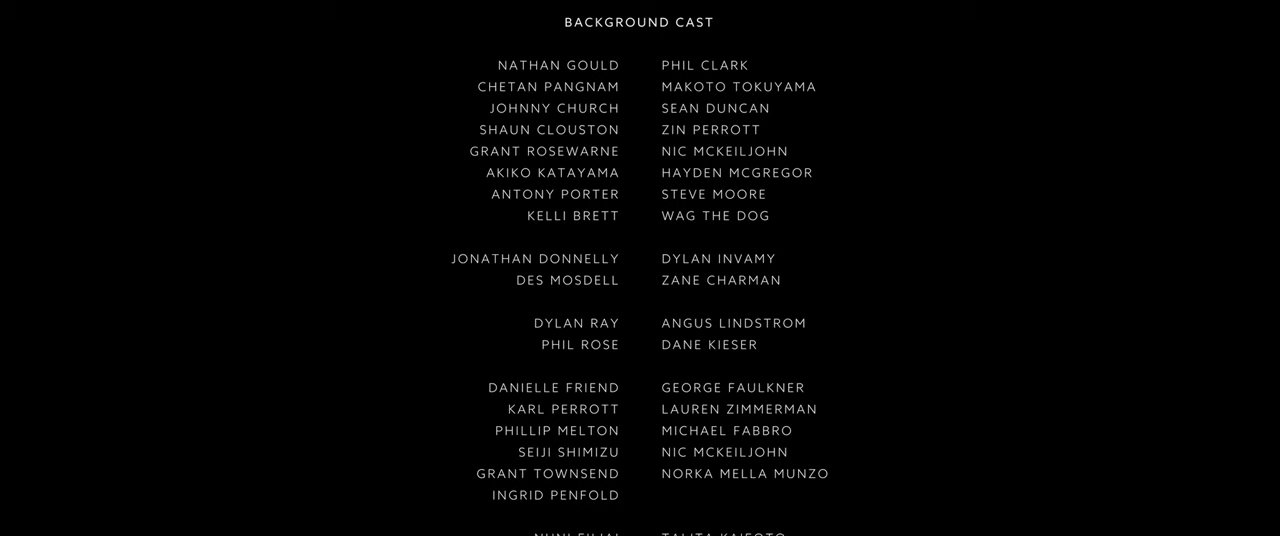 BACKGROUND CAST
NATHAN GOULD PHIL CLARK
CHETAN PANGNAM MAKOTO TOKUYAMA
JOHNNY CHURCH SEAN DUNCAN
SHAUN CLOUSTON ZIN PERROTT
GRANT ROSEWARNE NIC MCKEILJOHN
AKIKO KATAYAMA HAYDEN MCGREGOR
ANTONY PORTER STEVE MOORE
KELLI BRETT WAG THE DOG
JONATHAN DONNELLY DYLAN INVAMY
DES MOSDELL ZANE CHARMAN
DYLAN RAY ANGUS LINDSTROM
PHIL ROSE DANE KIESER
DANIELLE FRIEND GEORGE FAULKNER
KARL PERROTT LAUREN ZIMMERMAN
PHILLIP MELTON MICHAEL FABBRO
SEIJI SHIMIZU NIC MCKEILJOHN
GRANT TOWNSEND NORKA MELLA MUNZO
INGRID PENFOLD